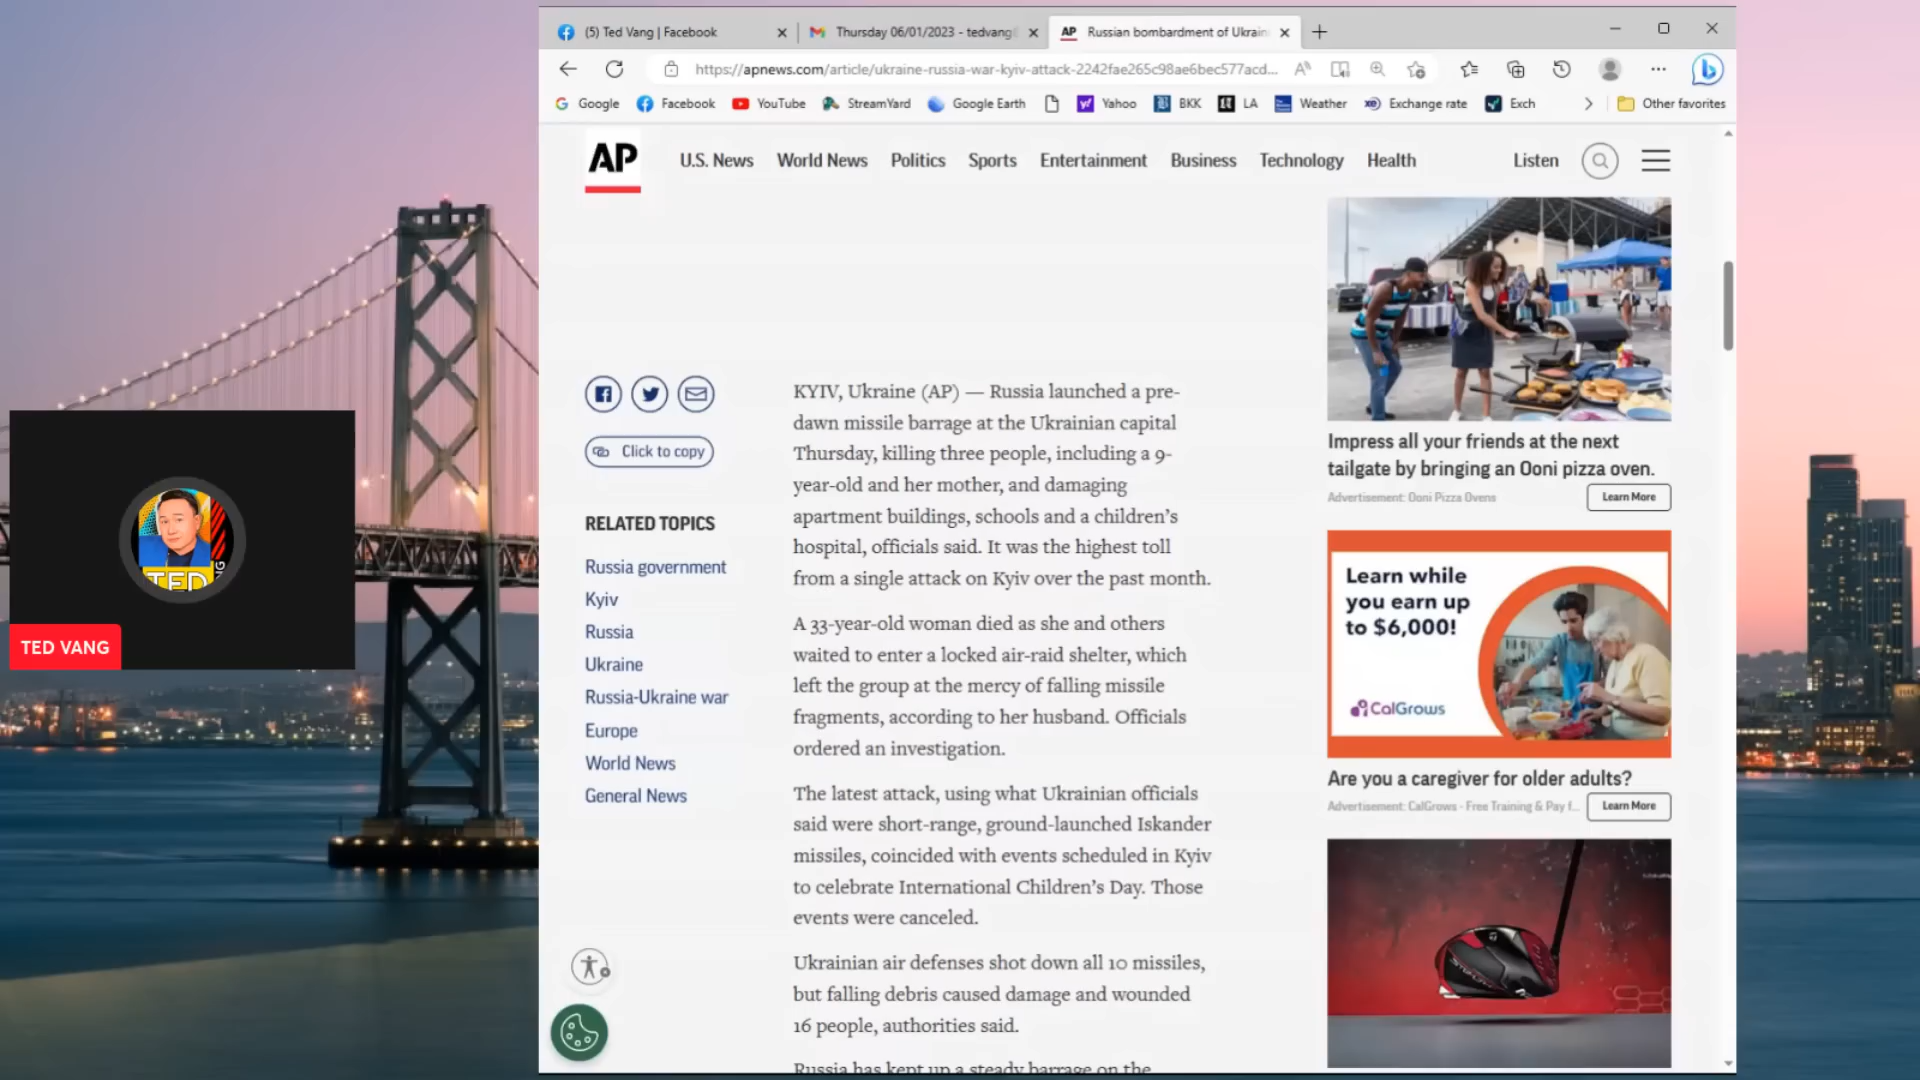 (5) Ted Vang | Facebook
Thursday 06/01/2023 - tedvang
AP Russian bombardment of Ukrain
https://apnews.com/article/ukraine-russia-war-kyiv-attack-2242fae265c98ae6bec577acd...
Google Facebook YouTube StreamYard Google Earth Yahoo BKK LA Weather Exchange rate Exch Other favorites
AP
U.S. News World News Politics Sports Entertainment Business Technology Health Listen
Click to copy
RELATED TOPICS
Russia government
Kyiv
Russia
Ukraine
Russia-Ukraine war
Europe
World News
General News
KYIV, Ukraine (AP) — Russia launched a pre-
dawn missile barrage at the Ukrainian capital
Thursday, killing three people, including a 9-
year-old and her mother, and damaging
apartment buildings, schools and a children’s
hospital, officials said. It was the highest toll
from a single attack on Kyiv over the past month.
A 33-year-old woman died as she and others
waited to enter a locked air-raid shelter, which
left the group at the mercy of falling missile
fragments, according to her husband. Officials
ordered an investigation.
The latest attack, using what Ukrainian officials
said were short-range, ground-launched Iskander
missiles, coincided with events scheduled in Kyiv
to celebrate International Children’s Day. Those
events were canceled.
Ukrainian air defenses shot down all 10 missiles,
but falling debris caused damage and wounded
16 people, authorities said.
Russia has kept up a steady barrage on the
Impress all your friends at the next
tailgate by bringing an Ooni pizza oven.
Advertisement: Ooni Pizza Ovens
Learn More
Learn while
you earn up
to $6,000!
CalGrows
Are you a caregiver for older adults?
Advertisement: CalGrows - Free Training & Pay f...
Learn More
TED
TED VANG